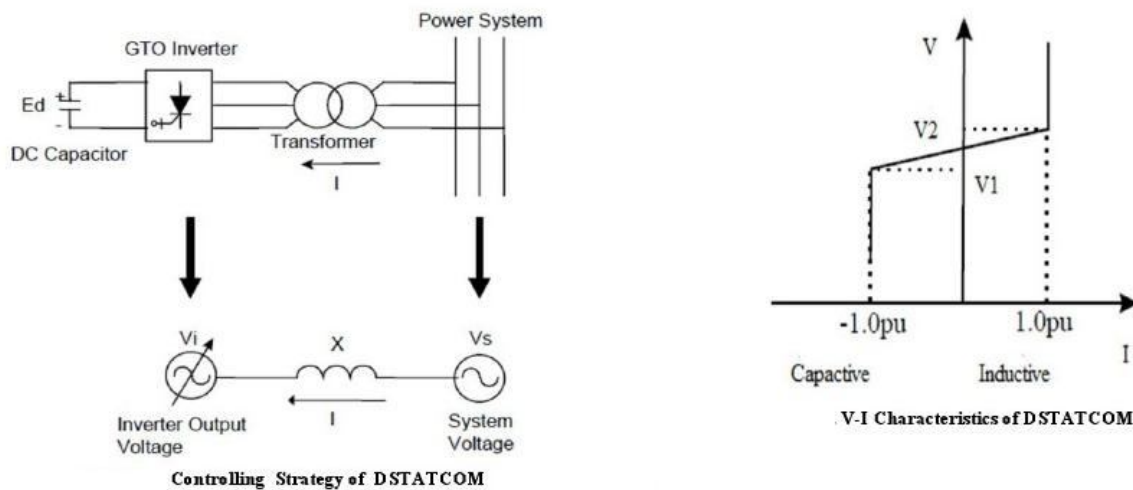 Power System
GTO Inverter
Ed
+
-
DC Capacitor
Transformer
I
Vi
X
Vs
I
Inverter Output
Voltage
System
Voltage
Controlling Strategy of DSTATCOM
V
V2
V1
-1.0pu
1.0pu
I
Capactive
Inductive
V-I Characteristics of DSTATCOM